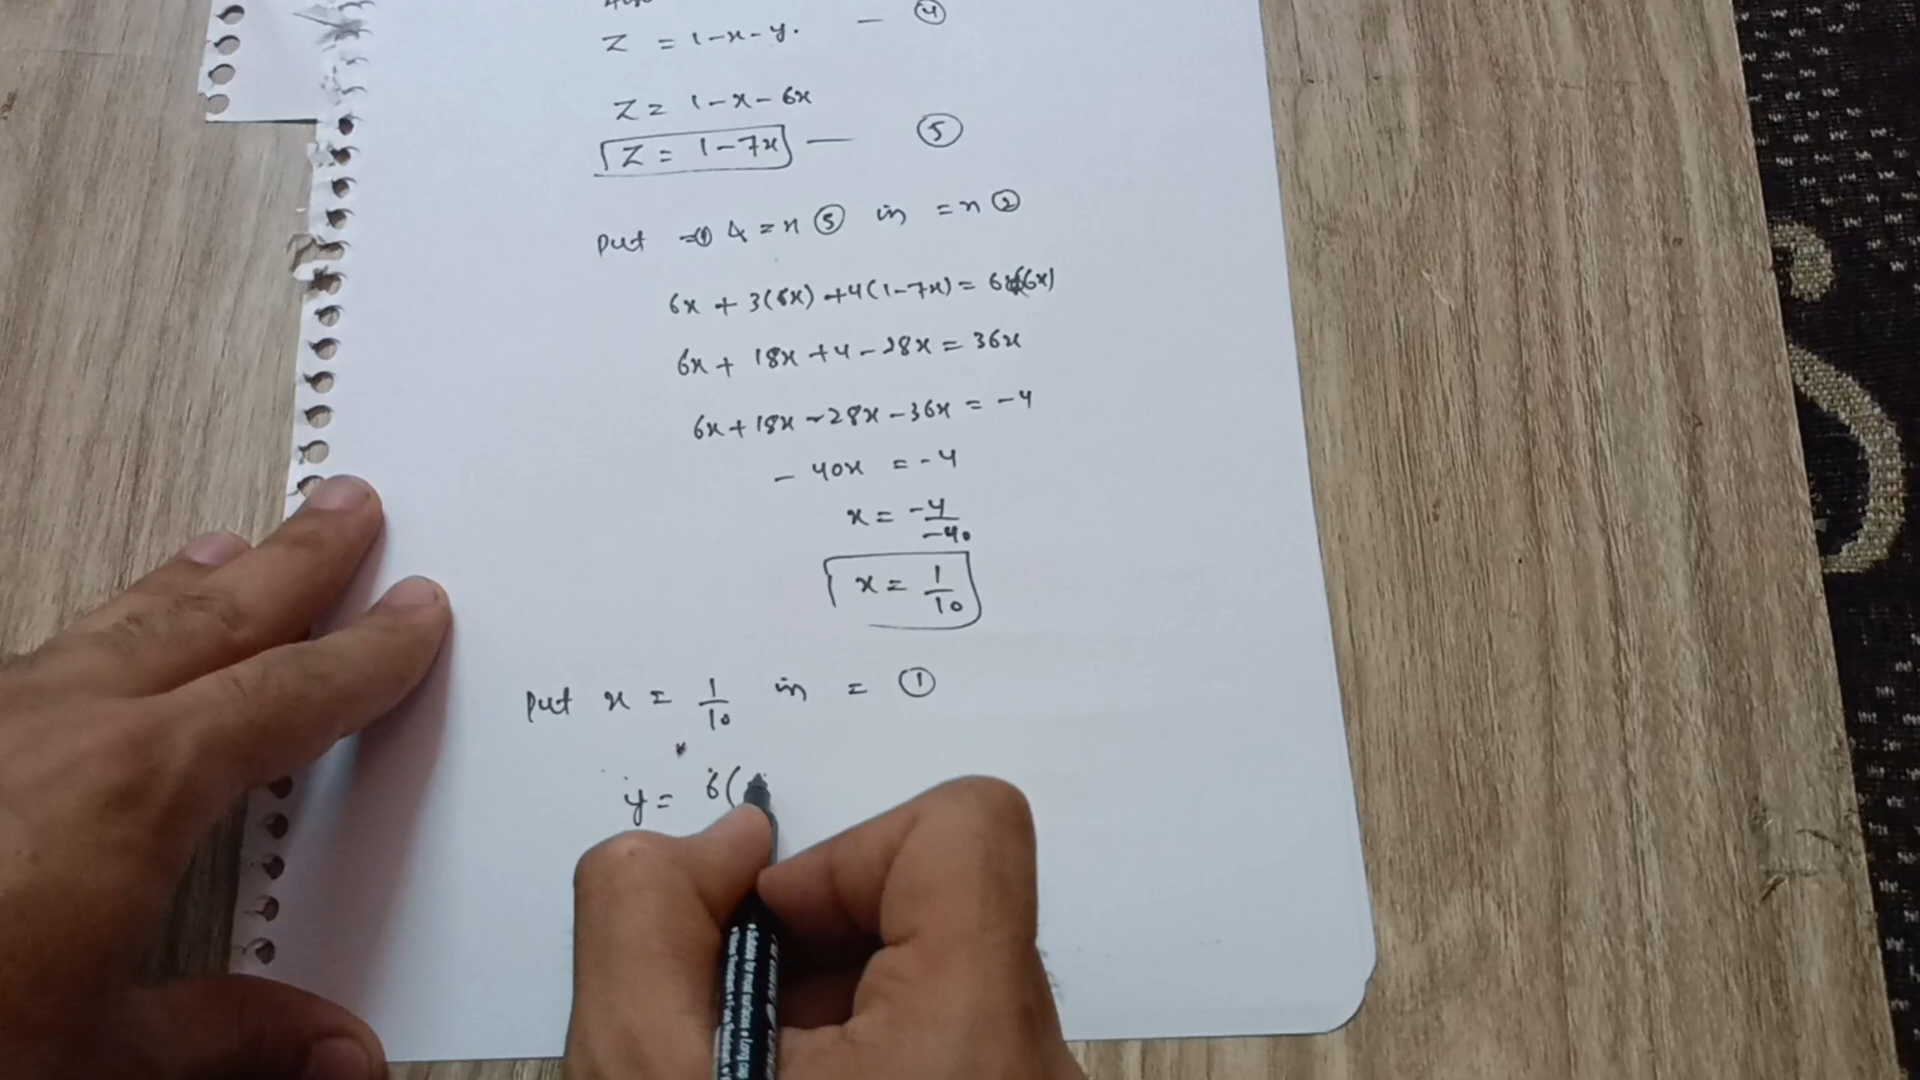 Z = 1-x-y. — ④
Z = 1-x-6x
Z = 1-7x — ⑤
Put ① & =n ⑤ in =n ②
6x + 3(6x) +4(1-7x) = 6(6x)
6x + 18x +4 - 28x = 36x
6x + 18x - 28x - 36x = -4
- 40x = -4
x = -4/-40
x = 1/10
Put x = 1/10 in = ①
y = 6(